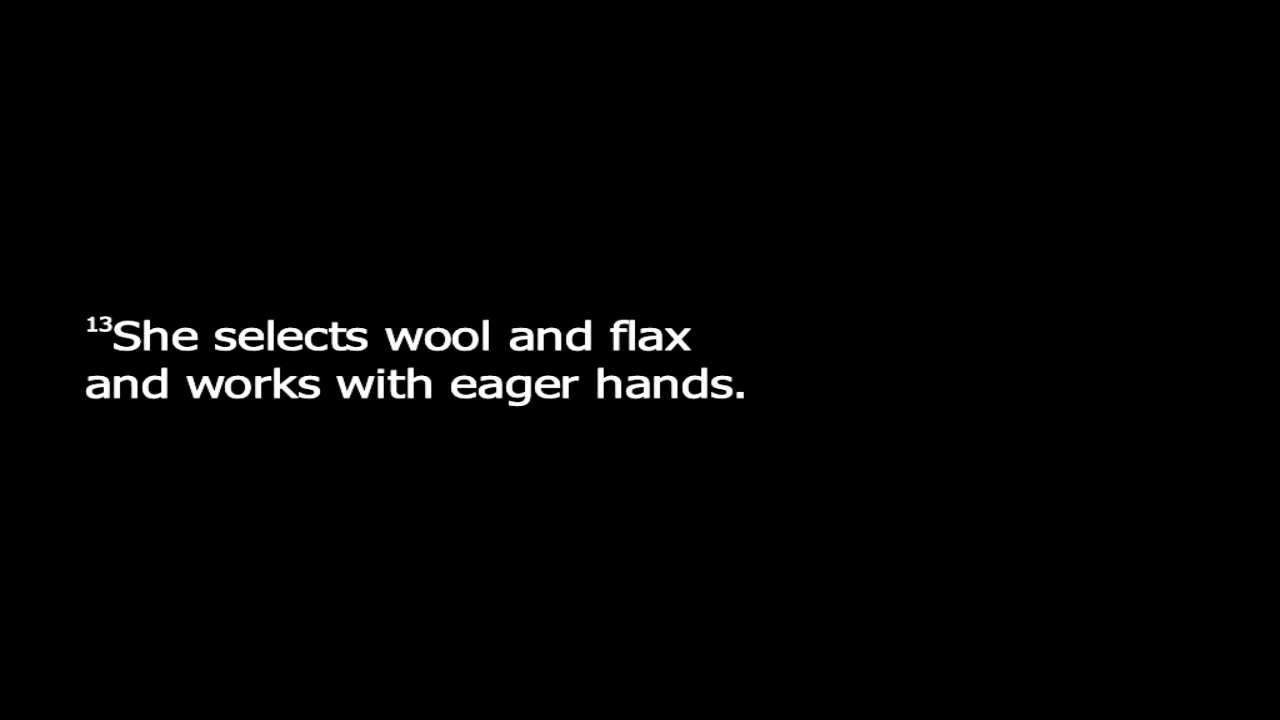 ¹³She selects wool and flax
and works with eager hands.